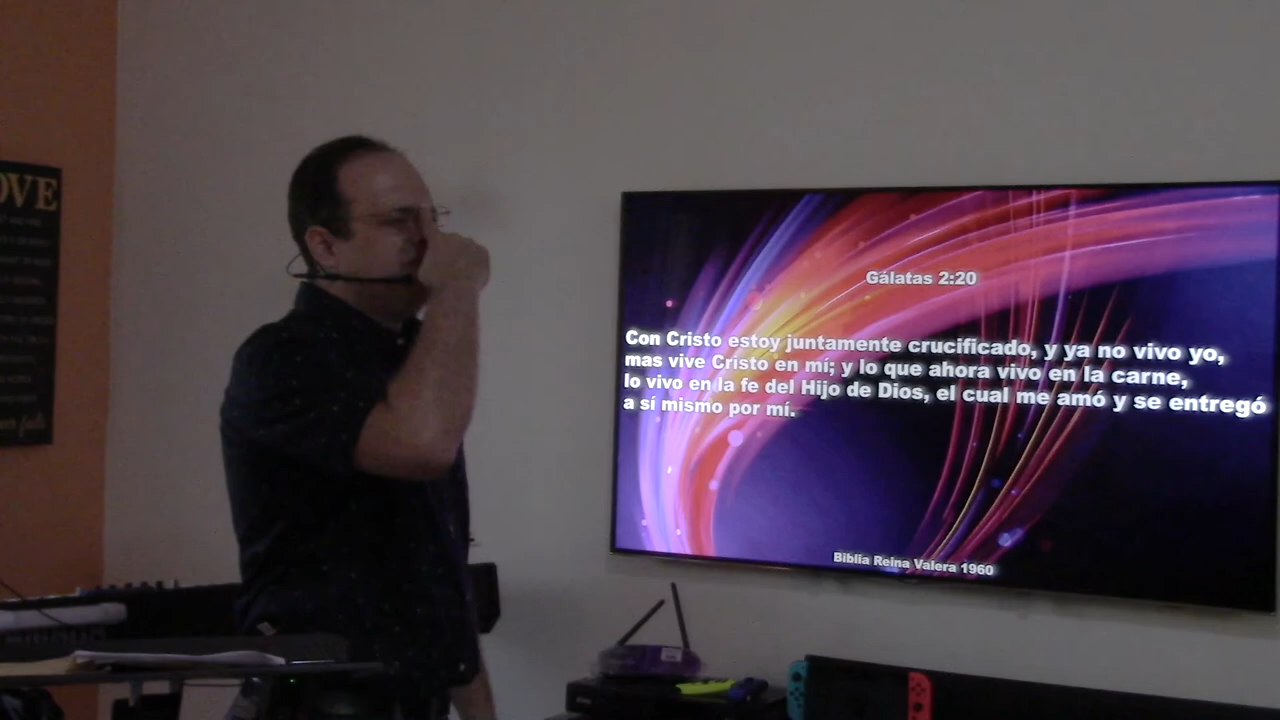 OVE
Gálatas 2:20
Con Cristo estoy juntamente crucificado, y ya no vivo yo,
mas vive Cristo en mí; y lo que ahora vivo en la carne,
lo vivo en la fe del Hijo de Dios, el cual me amó y se entregó
a sí mismo por mí.
Biblia Reina Valera 1960